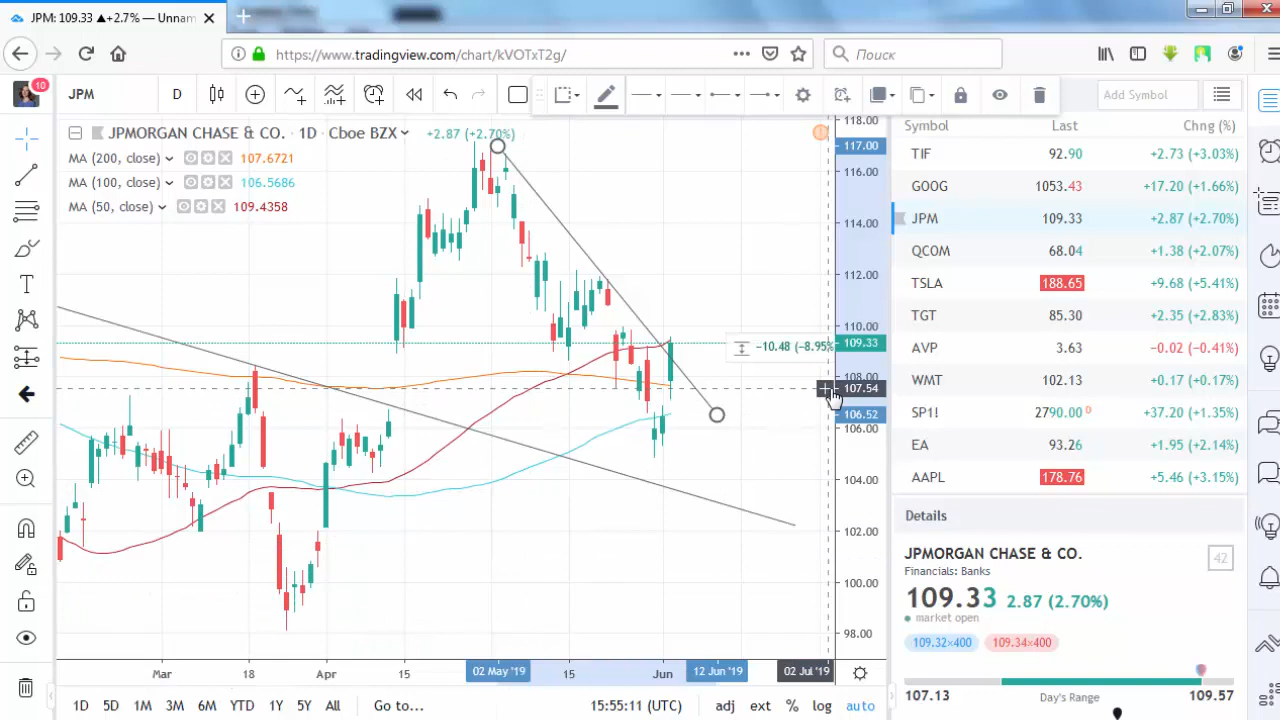 JPM: 109.33 ▲+2.7% — Unnam
https://www.tradingview.com/chart/kVOTxT2g/
Поиск
10
JPM
D
Add Symbol
JPMORGAN CHASE & CO. · 1D · Cboe BZX
+2.87 (+2.70%)
MA (200, close)
107.6721
MA (100, close)
106.5686
MA (50, close)
109.4358
118.00
117.00
116.00
114.00
112.00
110.00
109.33
−10.48 (−8.95%
108.00
107.54
106.52
106.00
104.00
102.00
100.00
98.00
Mar
18
Apr
15
02 May '19
15
Jun
12 Jun '19
02 Jul '19
1D 5D 1M 3M 6M YTD 1Y 5Y All Go to...
15:55:11 (UTC)
adj ext % log auto
Symbol Last Chng (%)
TIF 92.90 +2.73 (+3.03%)
GOOG 1053.43 +17.20 (+1.66%)
JPM 109.33 +2.87 (+2.70%)
QCOM 68.04 +1.38 (+2.07%)
TSLA 188.65 +9.68 (+5.41%)
TGT 85.30 +2.35 (+2.83%)
AVP 3.63 −0.02 (−0.41%)
WMT 102.13 +0.17 (+0.17%)
SP1! 2790.00 D +37.20 (+1.35%)
EA 93.26 +1.95 (+2.14%)
AAPL 178.76 +5.46 (+3.15%)
Details
JPMORGAN CHASE & CO.
42
Financials: Banks
109.33 2.87 (2.70%)
market open
109.32×400 109.34×400
107.13 Day's Range 109.57